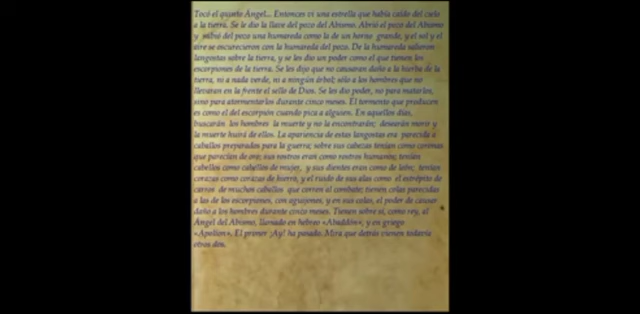 Tocó el quinto Ángel... Entonces vi una estrella que había caído del cielo
a la tierra. Se le dio la llave del pozo del Abismo. Abrió el pozo del Abismo
y subió del pozo una humareda como la de un horno grande, y el sol y el
aire se oscurecieron con la humareda del pozo. De la humareda salieron
langostas sobre la tierra, y se les dio un poder como el que tienen los
escorpiones de la tierra. Se les dijo que no causaran daño a la hierba de la
tierra, ni a nada verde, ni a ningún árbol; sólo a los hombres que no
llevaran en la frente el sello de Dios. Se les dio poder, no para matarlos,
sino para atormentarlos durante cinco meses. El tormento que producen
es como el del escorpión cuando pica a alguien. En aquellos días,
buscarán los hombres la muerte y no la encontrarán; desearán morir y
la muerte huirá de ellos. La apariencia de estas langostas era parecida a
caballos preparados para la guerra; sobre sus cabezas tenían como coronas
que parecían de oro; sus rostros eran como rostros humanos; tenían
cabellos como cabellos de mujer, y sus dientes eran como de león; tenían
corazas como corazas de hierro, y el ruido de sus alas como el estrépito de
carros de muchos caballos que corren al combate; tienen colas parecidas
a las de los escorpiones, con aguijones, y en sus colas, el poder de causar
daño a los hombres durante cinco meses. Tienen sobre sí, como rey, al
Ángel del Abismo, llamado en hebreo «Abaddón», y en griego
«Apolíon». El primer ¡Ay! ha pasado. Mira que detrás vienen todavía
otros dos.